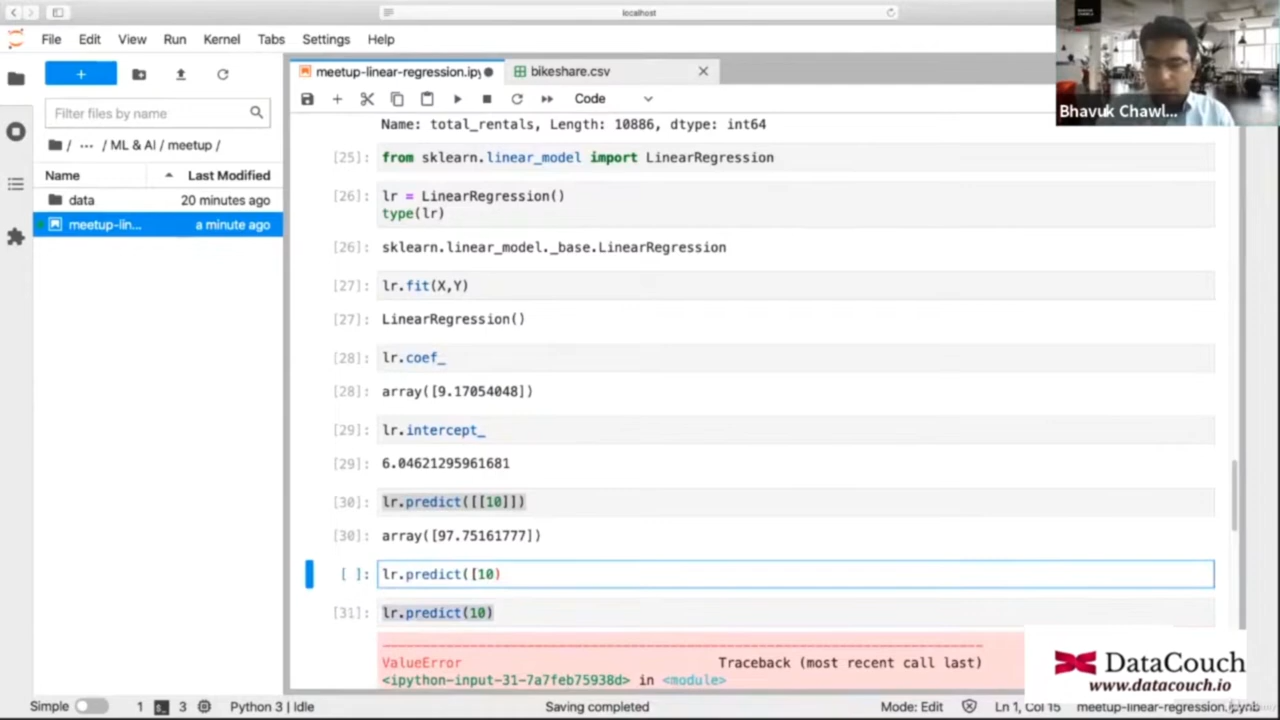 localhost
File Edit View Run Kernel Tabs Settings Help
meetup-linear-regression.ipy
bikeshare.csv
Filter files by name
Code
/ ... / ML & AI / meetup /
Name Last Modified
data 20 minutes ago
meetup-lin... a minute ago
Name: total_rentals, Length: 10886, dtype: int64
[25]: from sklearn.linear_model import LinearRegression
[26]: lr = LinearRegression()
type(lr)
[26]: sklearn.linear_model._base.LinearRegression
[27]: lr.fit(X,Y)
[27]: LinearRegression()
[28]: lr.coef_
[28]: array([9.17054048])
[29]: lr.intercept_
[29]: 6.04621295961681
[30]: lr.predict([[10]])
[30]: array([97.75161777])
[ ]: lr.predict([10)
[31]: lr.predict(10)
ValueError Traceback (most recent call last)
<ipython-input-31-7a7feb75938d> in <module>
Bhavuk Chawl...
DataCouch
www.datacouch.io
Simple 1 3 Python 3 | Idle Saving completed Mode: Edit Ln 1, Col 15 meetup-linear-regression.ipynb